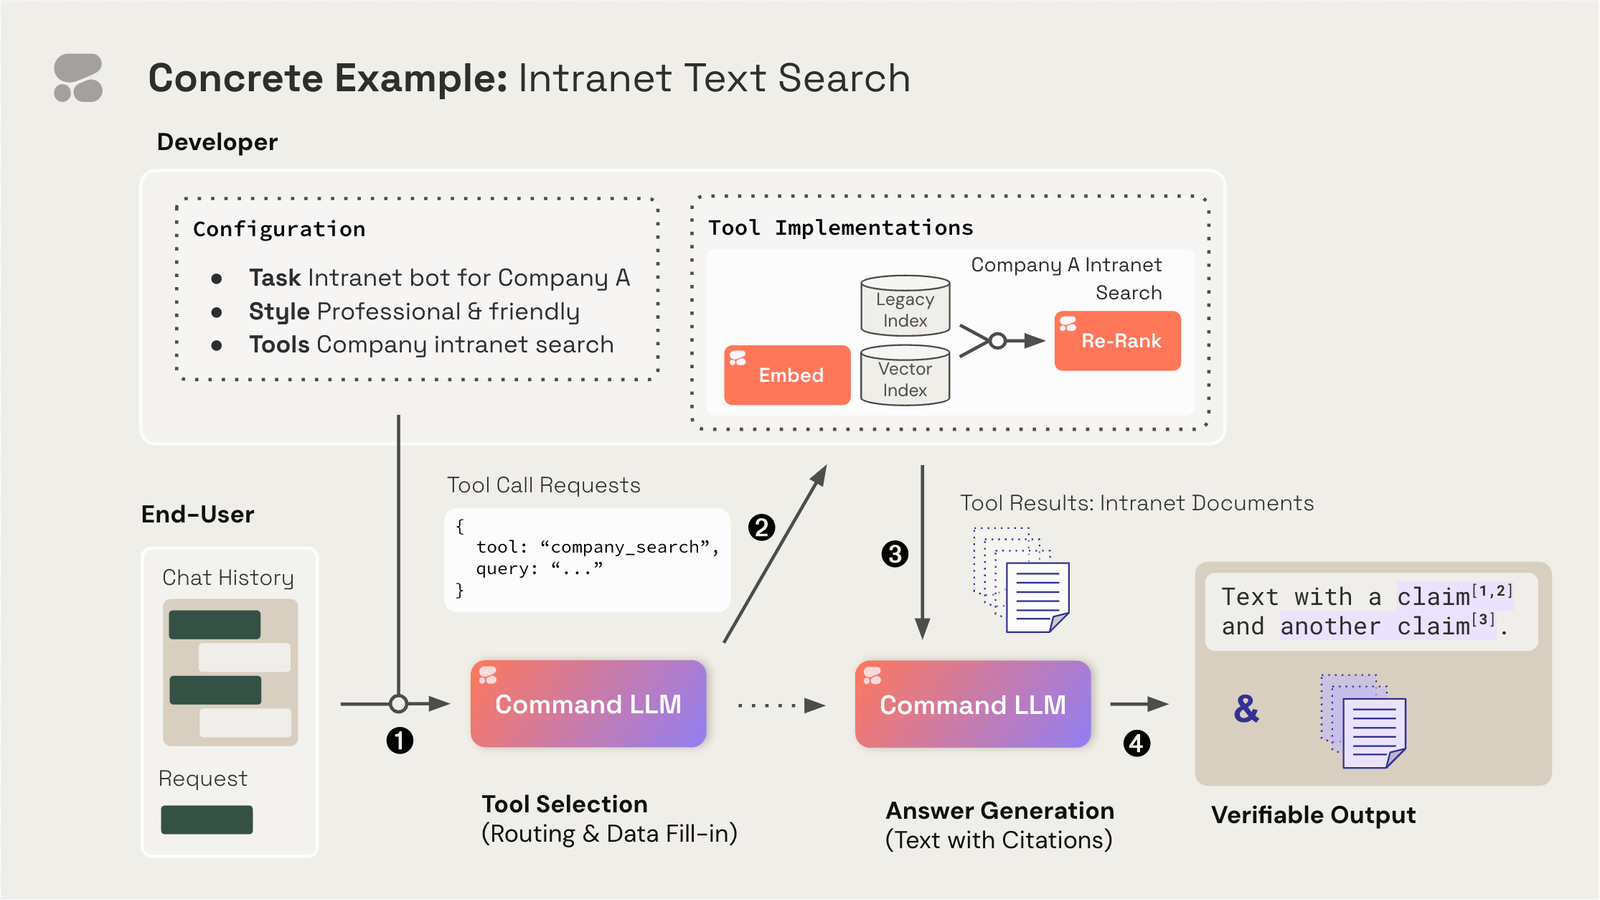 Concrete Example: Intranet Text Search
Developer
Configuration
● Task Intranet bot for Company A
● Style Professional & friendly
● Tools Company intranet search
Tool Implementations
Company A Intranet
Search
Legacy
Index
Embed
Vector
Index
Re-Rank
End-User
Chat History
Request
Tool Call Requests
{
tool: “company_search”,
query: “...”
}
❷
❸
Tool Results: Intranet Documents
❶
Command LLM
Command LLM
❹
Tool Selection
(Routing & Data Fill-in)
Answer Generation
(Text with Citations)
Text with a claim[1,2]
and another claim[3].
&
Verifiable Output